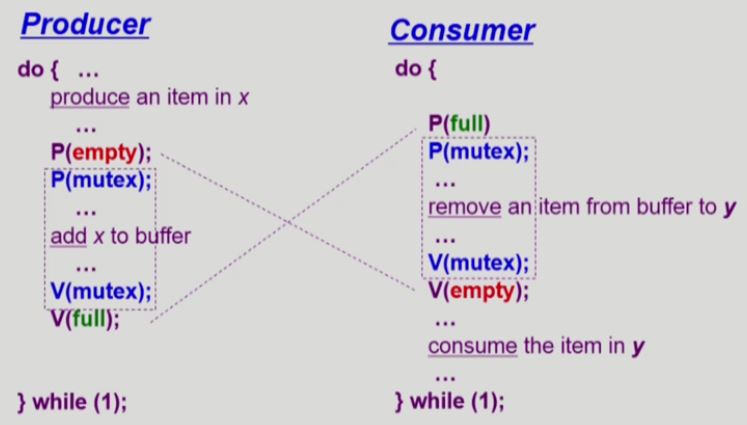 Producer
do { ...
produce an item in x
...
P(empty);
P(mutex);
...
add x to buffer
...
V(mutex);
V(full);
} while (1);
Consumer
do {
P(full)
P(mutex);
...
remove an item from buffer to y
...
V(mutex);
V(empty);
...
consume the item in y
...
} while (1);